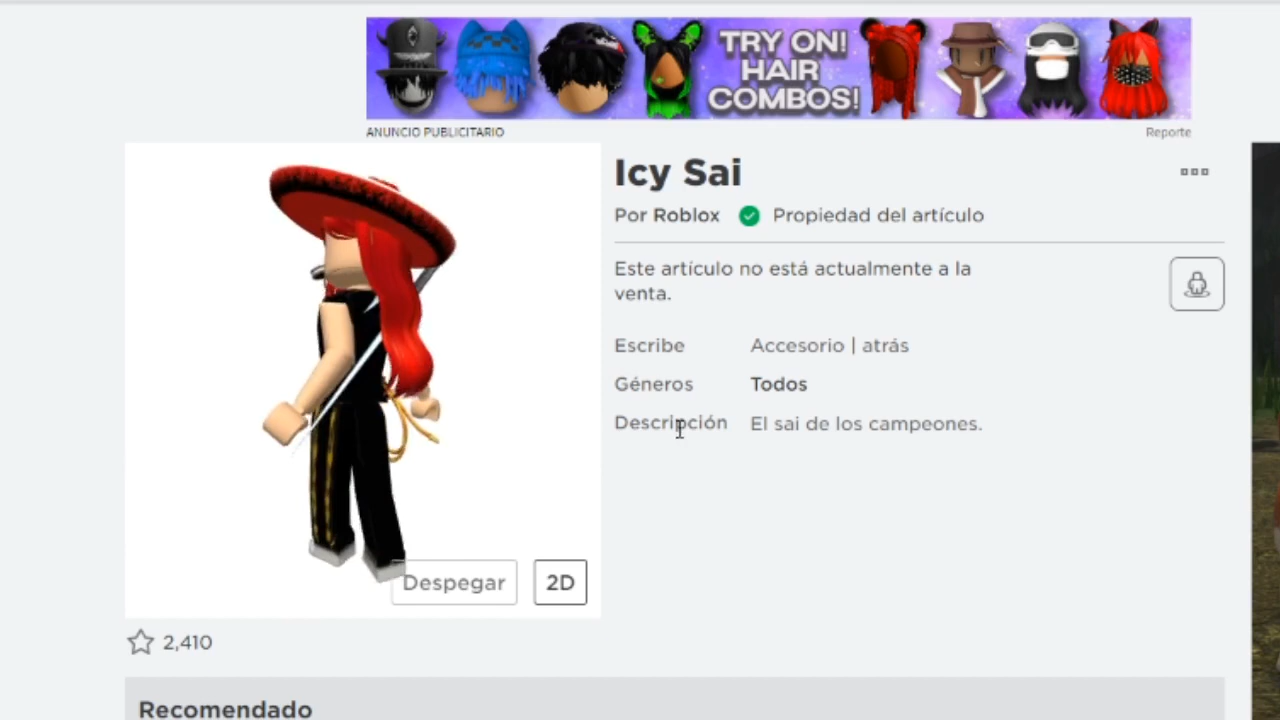 TRY ON!
HAIR
COMBOS!
ANUNCIO PUBLICITARIO
Reporte
Icy Sai
Por Roblox Propiedad del artículo
Este artículo no está actualmente a la
venta.
Escribe Accesorio | atrás
Géneros Todos
Descripción El sai de los campeones.
Despegar 2D
2,410
Recomendado